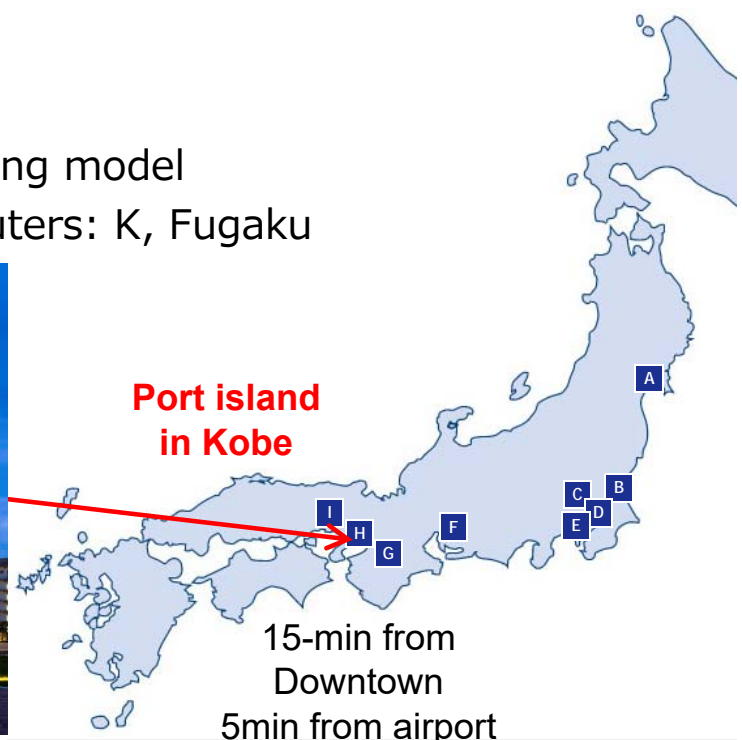 ng model
uters: K, Fugaku
Port island
in Kobe
A
B
C
D
E
F
I
H
G
15-min from
Downtown
5min from airport